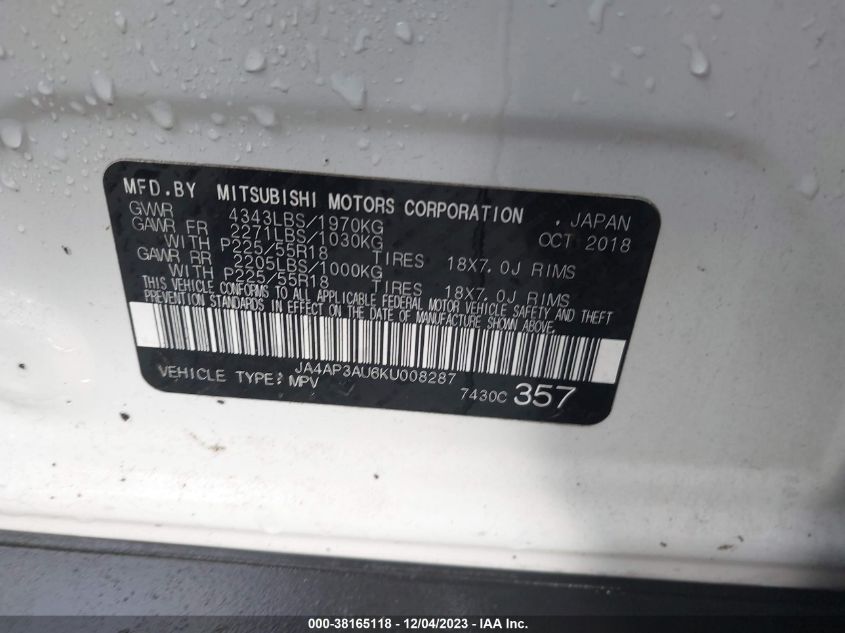 MFD.BY MITSUBISHI MOTORS CORPORATION . JAPAN
GVWR 4343LBS/1970KG OCT 2018
GAWR FR 2271LBS/1030KG
WITH P225/55R18 TIRES 18X7.0J RIMS
GAWR RR 2205LBS/1000KG
WITH P225/55R18 TIRES 18X7.0J RIMS
THIS VEHICLE CONFORMS TO ALL APPLICABLE FEDERAL MOTOR VEHICLE SAFETY AND THEFT
PREVENTION STANDARDS IN EFFECT ON THE DATE OF MANUFACTURE SHOWN ABOVE.
JA4AP3AU6KU008287
VEHICLE TYPE: MPV 7430C 357
000-38165118 - 12/04/2023 - IAA Inc.